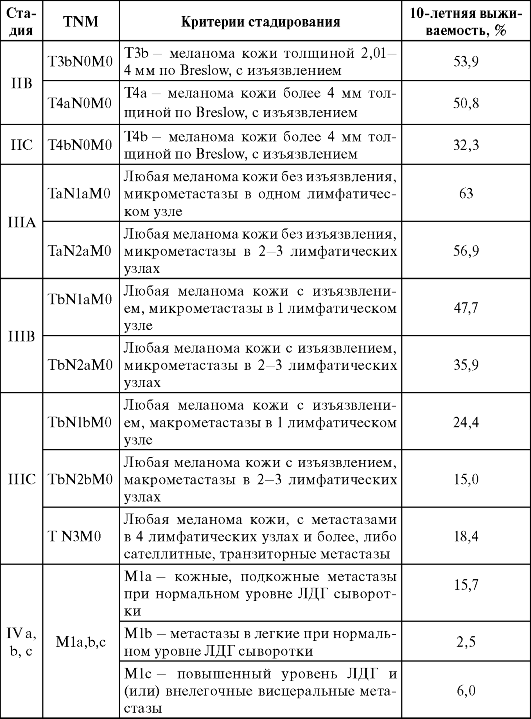 Ста-
дия
TNM
Критерии стадирования
10-летняя выжи-
ваемость, %
IIB
T3bN0M0
T3b – меланома кожи толщиной 2,01–
4 мм по Breslow, с изъязвлением
53,9
T4aN0M0
T4a – меланома кожи более 4 мм тол-
щиной по Breslow, с изъязвлением
50,8
IIC
T4bN0M0
T4b – меланома кожи более 4 мм тол-
щиной по Breslow, с изъязвлением
32,3
IIIA
TaN1aM0
Любая меланома кожи без изъязвления,
микрометастазы в одном лимфатичес-
ком узле
63
TaN2aM0
Любая меланома кожи без изъязвления,
микрометастазы в 2–3 лимфатических
узлах
56,9
IIIB
TbN1aM0
Любая меланома кожи с изъязвлени-
ем, микрометастазы в 1 лимфатическом
узле
47,7
TbN2aM0
Любая меланома кожи с изъязвлением,
микрометастазы в 2–3 лимфатических
узлах
35,9
IIIC
TbN1bM0
Любая меланома кожи с изъязвлени-
ем, макрометастазы в 1 лимфатическом
узле
24,4
TbN2bM0
Любая меланома кожи с изъязвлением,
макрометастазы в 2–3 лимфатических
узлах
15,0
T N3M0
Любая меланома кожи, с метастазами
в 4 лимфатических узлах и более, либо
сателлитные, транзиторные метастазы
18,4
IVa,
b, c
M1a,b,c
M1a – кожные, подкожные метастазы
при нормальном уровне ЛДГ сыворот-
ки
15,7
M1b – метастазы в легкие при нормаль-
ном уровне ЛДГ сыворотки
2,5
M1c – повышенный уровень ЛДГ и
(или) внелегочные висцеральные мета-
стазы
6,0